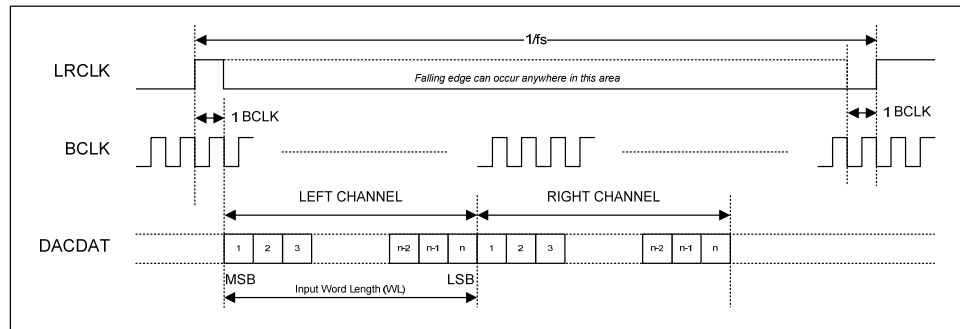 1/fs
LRCLK
Falling edge can occur anywhere in this area
1 BCLK
1 BCLK
BCLK
LEFT CHANNEL
RIGHT CHANNEL
DACDAT
1 2 3 n-2 n-1 n 1 2 3 n-2 n-1 n
MSB
LSB
Input Word Length (WL)